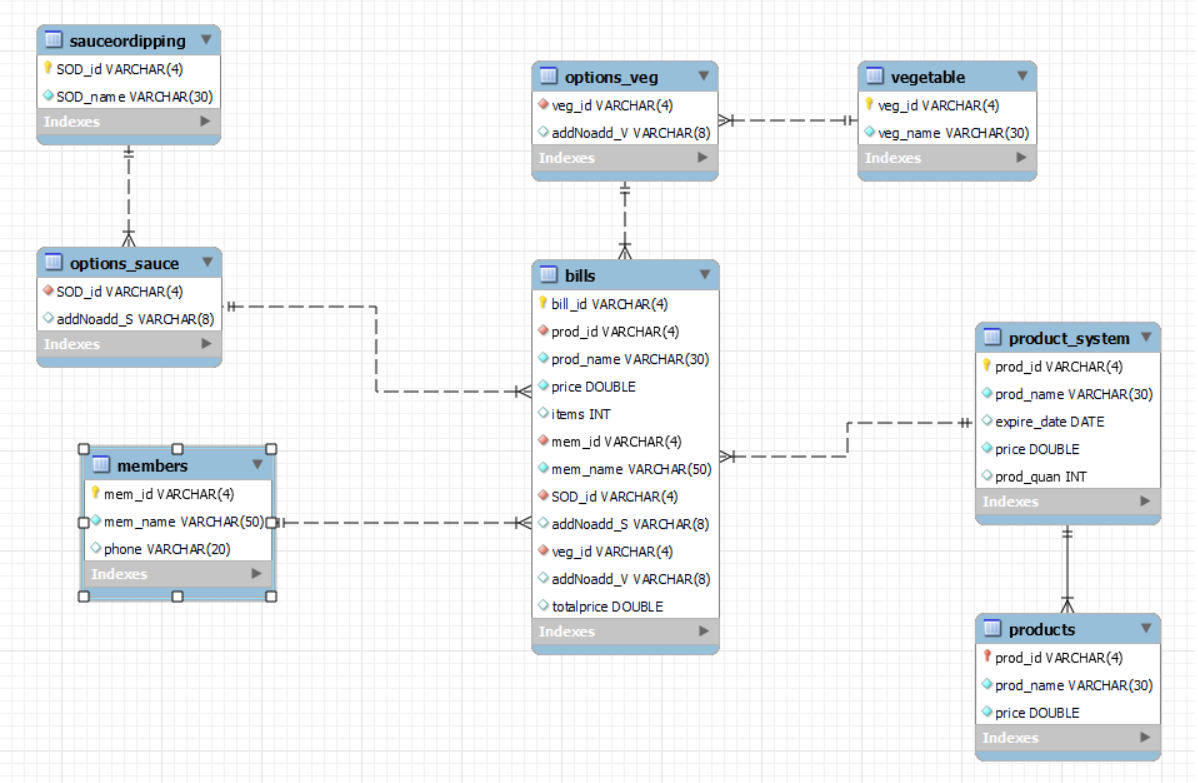 sauceordipping
SOD_id VARCHAR(4)
SOD_name VARCHAR(30)
Indexes
options_veg
veg_id VARCHAR(4)
addNoadd_V VARCHAR(8)
Indexes
vegetable
veg_id VARCHAR(4)
veg_name VARCHAR(30)
Indexes
options_sauce
SOD_id VARCHAR(4)
addNoadd_S VARCHAR(8)
Indexes
bills
bill_id VARCHAR(4)
prod_id VARCHAR(4)
prod_name VARCHAR(30)
price DOUBLE
items INT
mem_id VARCHAR(4)
mem_name VARCHAR(50)
SOD_id VARCHAR(4)
addNoadd_S VARCHAR(8)
veg_id VARCHAR(4)
addNoadd_V VARCHAR(8)
totalprice DOUBLE
Indexes
members
mem_id VARCHAR(4)
mem_name VARCHAR(50)
phone VARCHAR(20)
Indexes
product_system
prod_id VARCHAR(4)
prod_name VARCHAR(30)
expire_date DATE
price DOUBLE
prod_quan INT
Indexes
products
prod_id VARCHAR(4)
prod_name VARCHAR(30)
price DOUBLE
Indexes